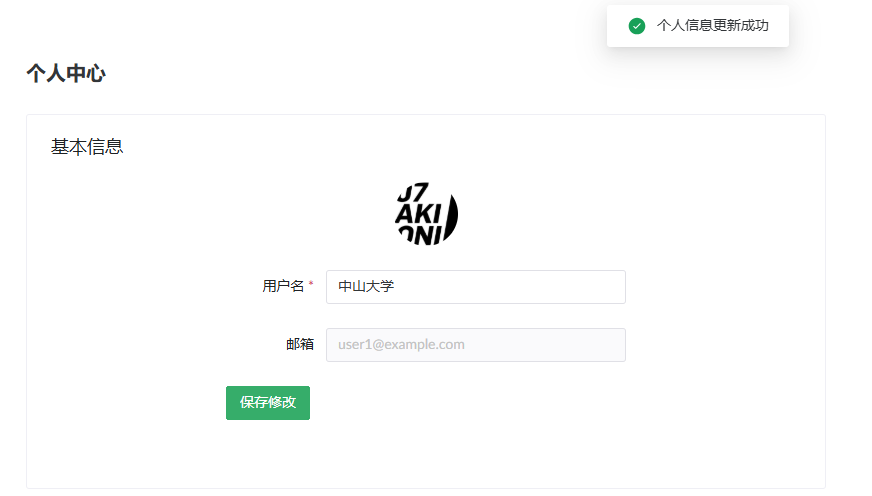 个人信息更新成功
个人中心
基本信息
J7
AKI
ONI
用户名 *
中山大学
邮箱
user1@example.com
保存修改